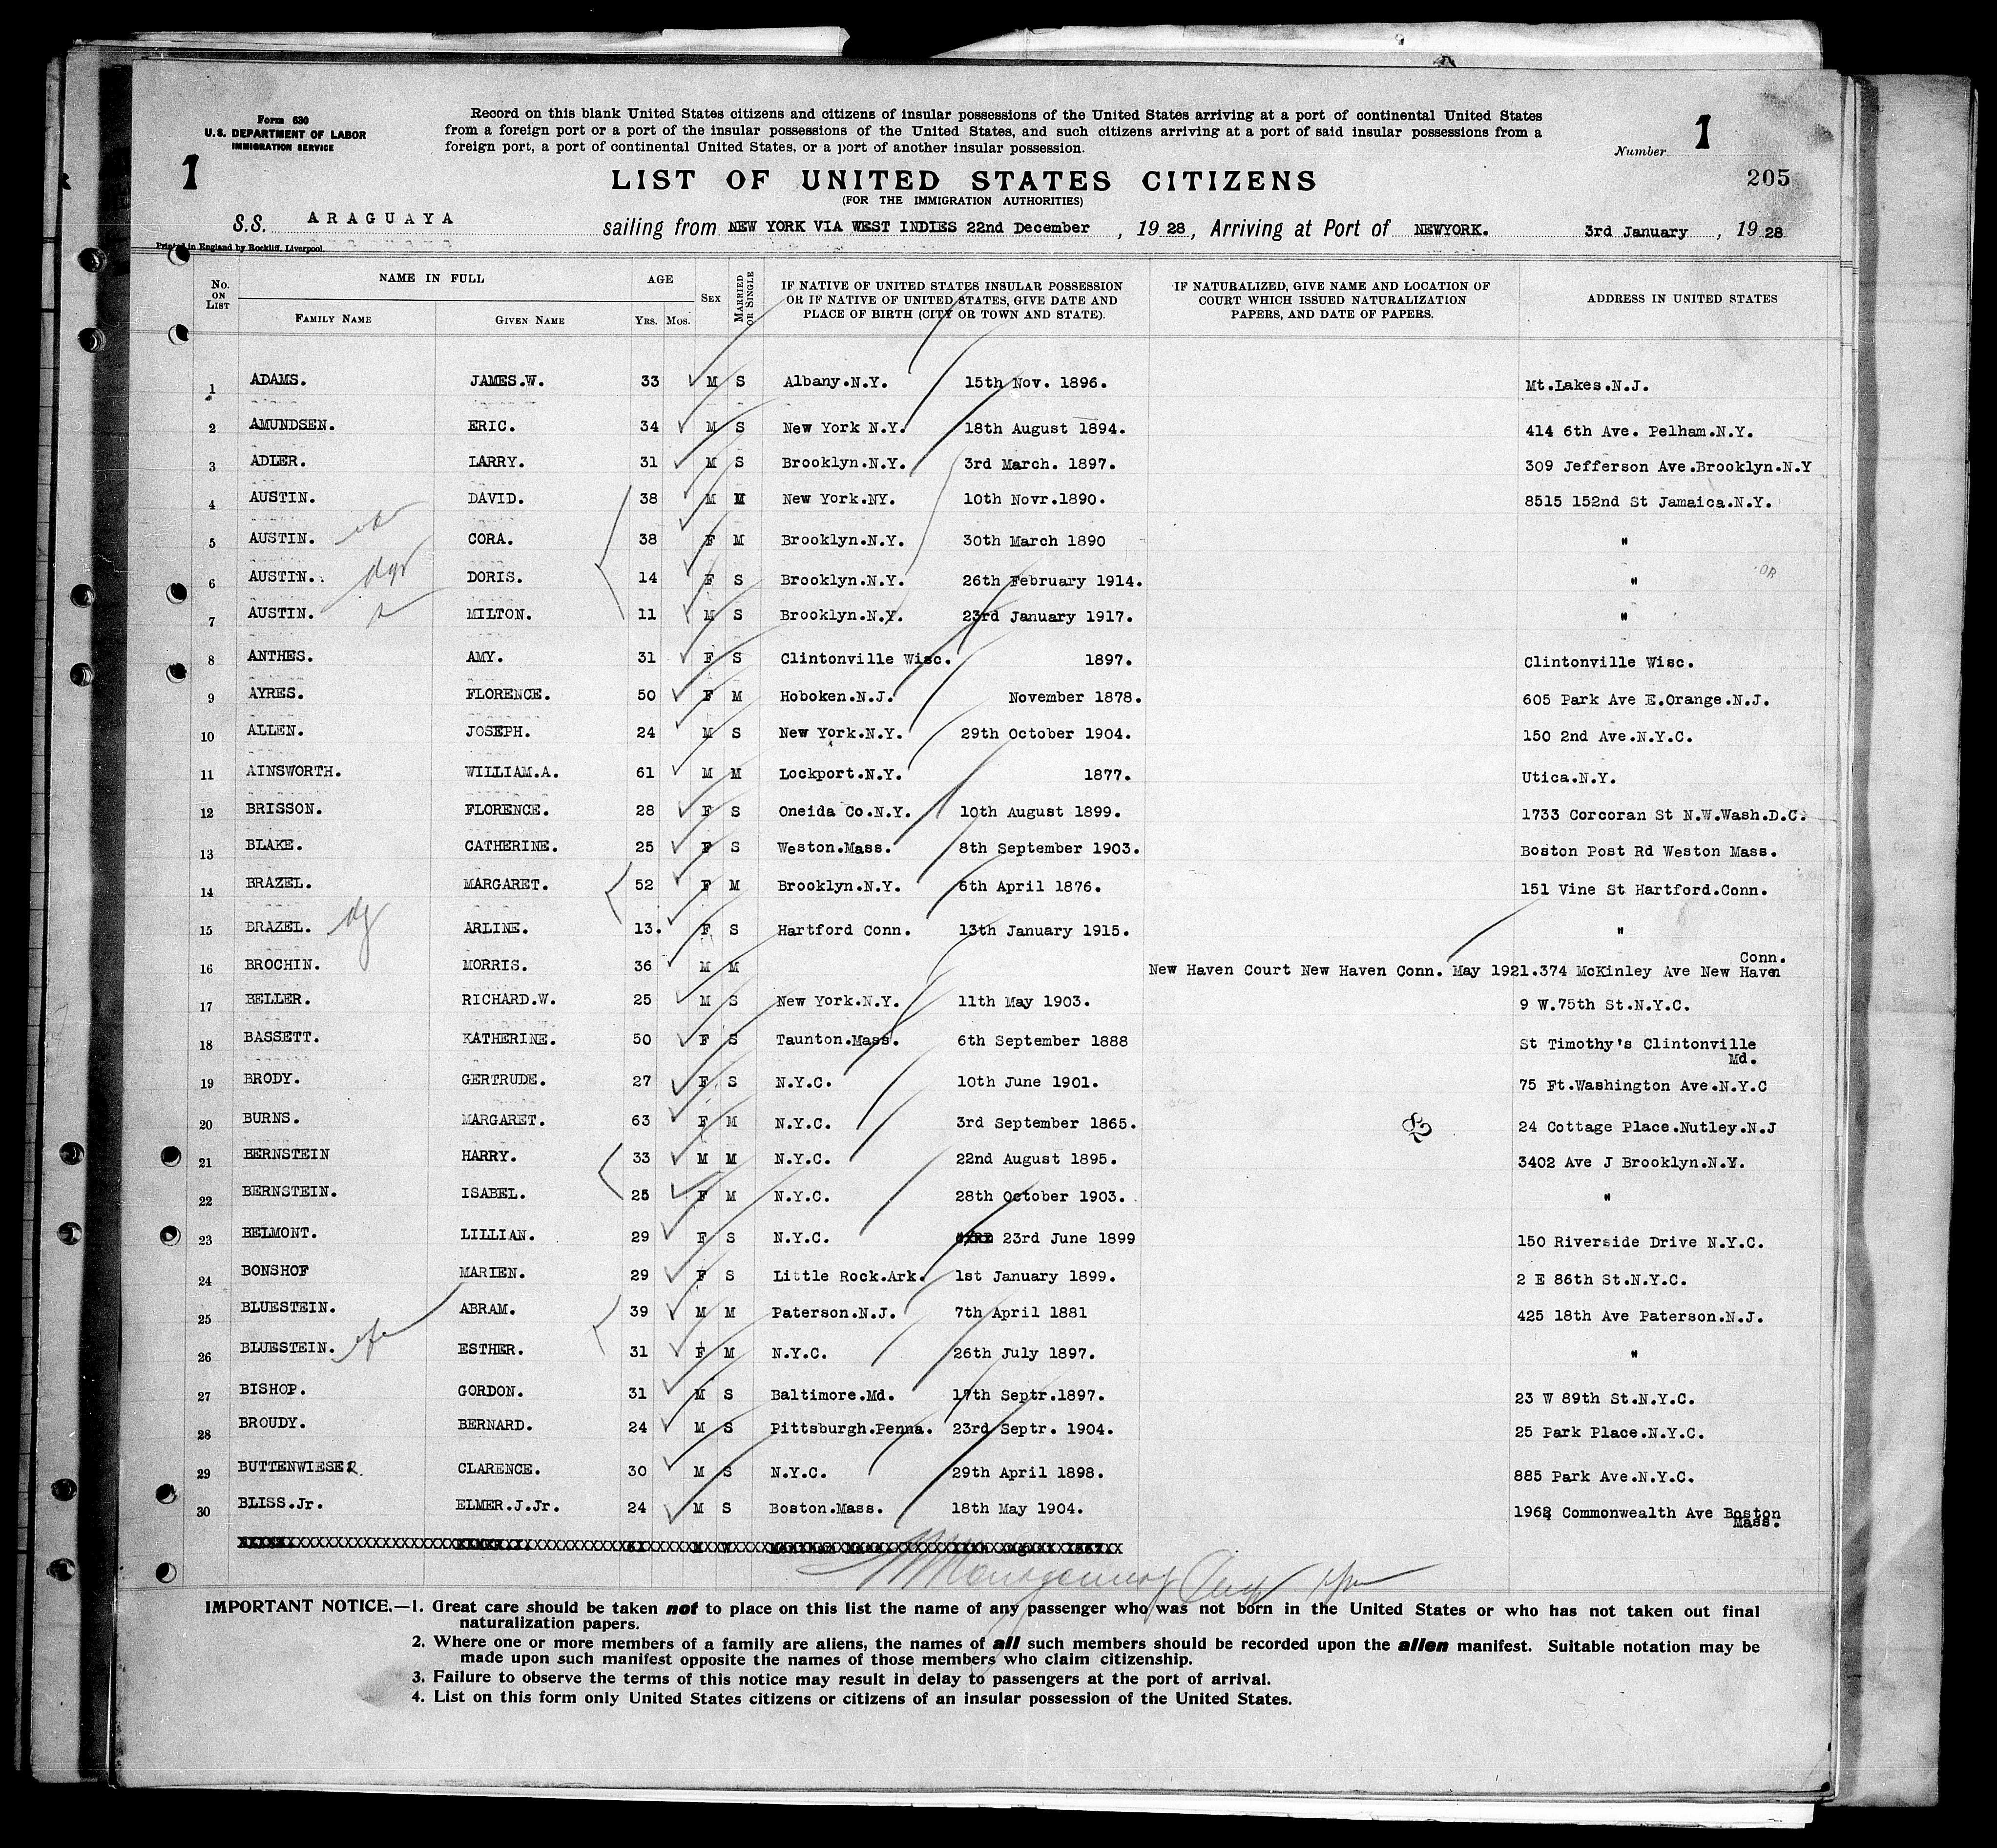 Form 630
U.S. DEPARTMENT OF LABOR
IMMIGRATION SERVICE
1
Record on this blank United States citizens and citizens of insular possessions of the United States arriving at a port of continental United States
from a foreign port or a port of the insular possessions of the United States, and such citizens arriving at a port of said insular possessions from a
foreign port, a port of continental United States, or a port of another insular possession.
Number 1
205
LIST OF UNITED STATES CITIZENS
(FOR THE IMMIGRATION AUTHORITIES)
S.S. ARAGUAYA sailing from NEW YORK VIA WEST INDIES 22nd December, 1928, Arriving at Port of NEWYORK. 3rd January, 1928
Printed in England by Rockliff, Liverpool.
No. ON LIST NAME IN FULL FAMILY NAME GIVEN NAME AGE YRS. MOS. SEX MARRIED OR SINGLE IF NATIVE OF UNITED STATES INSULAR POSSESSION OR IF NATIVE OF UNITED STATES, GIVE DATE AND PLACE OF BIRTH (CITY OR TOWN AND STATE). IF NATURALIZED, GIVE NAME AND LOCATION OF COURT WHICH ISSUED NATURALIZATION PAPERS, AND DATE OF PAPERS. ADDRESS IN UNITED STATES
1 ADAMS. JAMES.W. 33 M S Albany.N.Y. 15th Nov. 1896. Mt.Lakes.N.J.
2 AMUNDSEN. ERIC. 34 M S New York N.Y. 18th August 1894. 414 6th Ave. Pelham.N.Y.
3 ADLER. LARRY. 31 M S Brooklyn.N.Y. 3rd March. 1897. 309 Jefferson Ave.Brooklyn.N.Y
4 AUSTIN. DAVID. 38 M M New York.NY. 10th Novr.1890. 8515 152nd St Jamaica.N.Y.
5 AUSTIN. CORA. 38 F M Brooklyn.N.Y. 30th March 1890 "
6 AUSTIN. DORIS. 14 F S Brooklyn.N.Y. 26th February 1914. "
7 AUSTIN. MILTON. 11 M S Brooklyn.N.Y. 23rd January 1917. "
8 ANTHES. AMY. 31 F S Clintonville Wisc. 1897. Clintonville Wisc.
9 AYRES. FLORENCE. 50 F M Hoboken.N.J. November 1878. 605 Park Ave E.Orange.N.J.
10 ALLEN. JOSEPH. 24 M S New York.N.Y. 29th October 1904. 150 2nd Ave.N.Y.C.
11 AINSWORTH. WILLIAM.A. 61 M M Lockport.N.Y. 1877. Utica.N.Y.
12 BRISSON. FLORENCE. 28 F S Oneida Co.N.Y. 10th August 1899. 1733 Corcoran St N.W.Wash.D.C.
13 BLAKE. CATHERINE. 25 F S Weston.Mass. 8th September 1903. Boston Post Rd Weston Mass.
14 BRAZEL. MARGARET. 52 F M Brooklyn.N.Y. 6th April 1876. 151 Vine St Hartford.Conn.
15 BRAZEL. ARLINE. 13. F S Hartford Conn. 13th January 1915. "
16 BROCHIN. MORRIS. 36 M M New Haven Court New Haven Conn. May 1921. 374 McKinley Ave New Haven Conn.
17 BELLER. RICHARD.W. 25 M S New York.N.Y. 11th May 1903. 9 W.75th St.N.Y.C.
18 BASSETT. KATHERINE. 50 F S Taunton.Mass. 6th September 1888 St Timothy's Clintonville Md.
19 BRODY. GERTRUDE. 27 F S N.Y.C. 10th June 1901. 75 Ft.Washington Ave.N.Y.C
20 BURNS. MARGARET. 63 F M N.Y.C. 3rd September 1865. 24 Cottage Place.Nutley.N.J
21 BERNSTEIN HARRY. 33 M M N.Y.C. 22nd August 1895. 3402 Ave J Brooklyn.N.Y.
22 BERNSTEIN. ISABEL. 25 F M N.Y.C. 28th October 1903. "
23 BELMONT. LILLIAN. 29 F S N.Y.C. 23rd June 1899 150 Riverside Drive N.Y.C.
24 BONSHOF MARIEN. 29 F S Little Rock.Ark. 1st January 1899. 2 E 86th St.N.Y.C.
25 BLUESTEIN. ABRAM. 39 M M Paterson.N.J. 7th April 1881 425 18th Ave Paterson.N.J.
26 BLUESTEIN. ESTHER. 31 F M N.Y.C. 26th July 1897. "
27 BISHOP. GORDON. 31 M S Baltimore.Md. 17th Septr.1897. 23 W 89th St.N.Y.C.
28 BROUDY. BERNARD. 24 M S Pittsburgh.Penna. 23rd Septr. 1904. 25 Park Place.N.Y.C.
29 BUTTENWIESER. CLARENCE. 30 M S N.Y.C. 29th April 1898. 885 Park Ave.N.Y.C.
30 BLISS.Jr. ELMER.J.Jr. 24 M S Boston.Mass. 18th May 1904. Commonwealth Ave Boston Mass.
IMPORTANT NOTICE.—1. Great care should be taken not to place on this list the name of any passenger who was not born in the United States or who has not taken out final
naturalization papers.
2. Where one or more members of a family are aliens, the names of all such members should be recorded upon the alien manifest. Suitable notation may be
made upon such manifest opposite the names of those members who claim citizenship.
3. Failure to observe the terms of this notice may result in delay to passengers at the port of arrival.
4. List on this form only United States citizens or citizens of an insular possession of the United States.